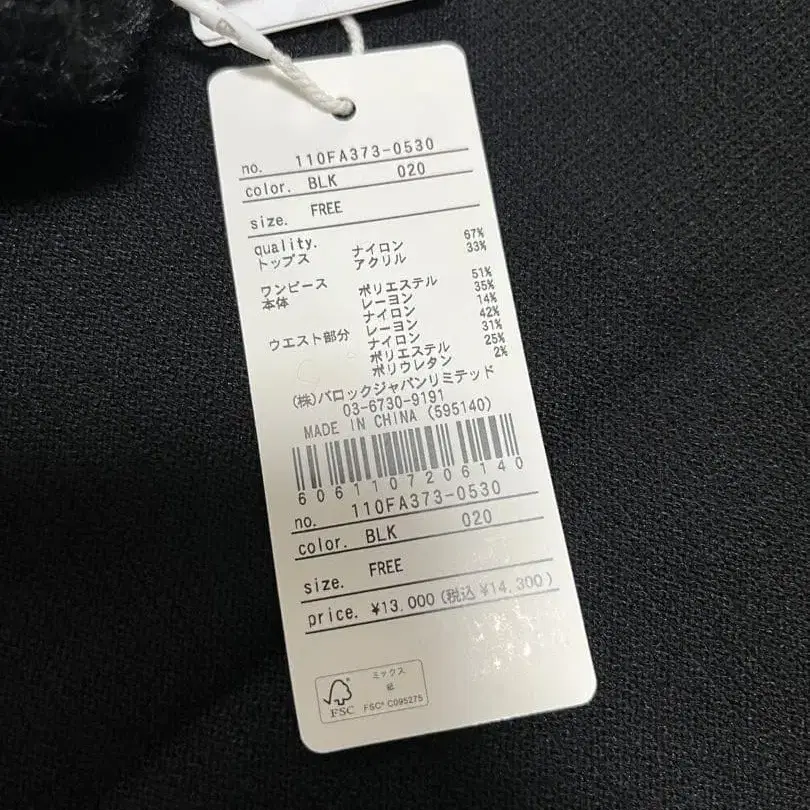 no. 110FA373-0530
color. BLK 020
size. FREE
quality.
トップス ナイロン 67%
アクリル 33%
ワンピース
本体 ポリエステル 51%
レーヨン 35%
ナイロン 14%
ウエスト部分 レーヨン 42%
ナイロン 31%
ポリエステル 25%
ポリウレタン 2%
(株)バロックジャパンリミテッド
03-6730-9191
MADE IN CHINA (595140)
6061107206140
no. 110FA373-0530
color. BLK 020
size. FREE
price. ¥13,000(税込 ¥14,300)
ミックス
紙
FSC
FSC® C095275